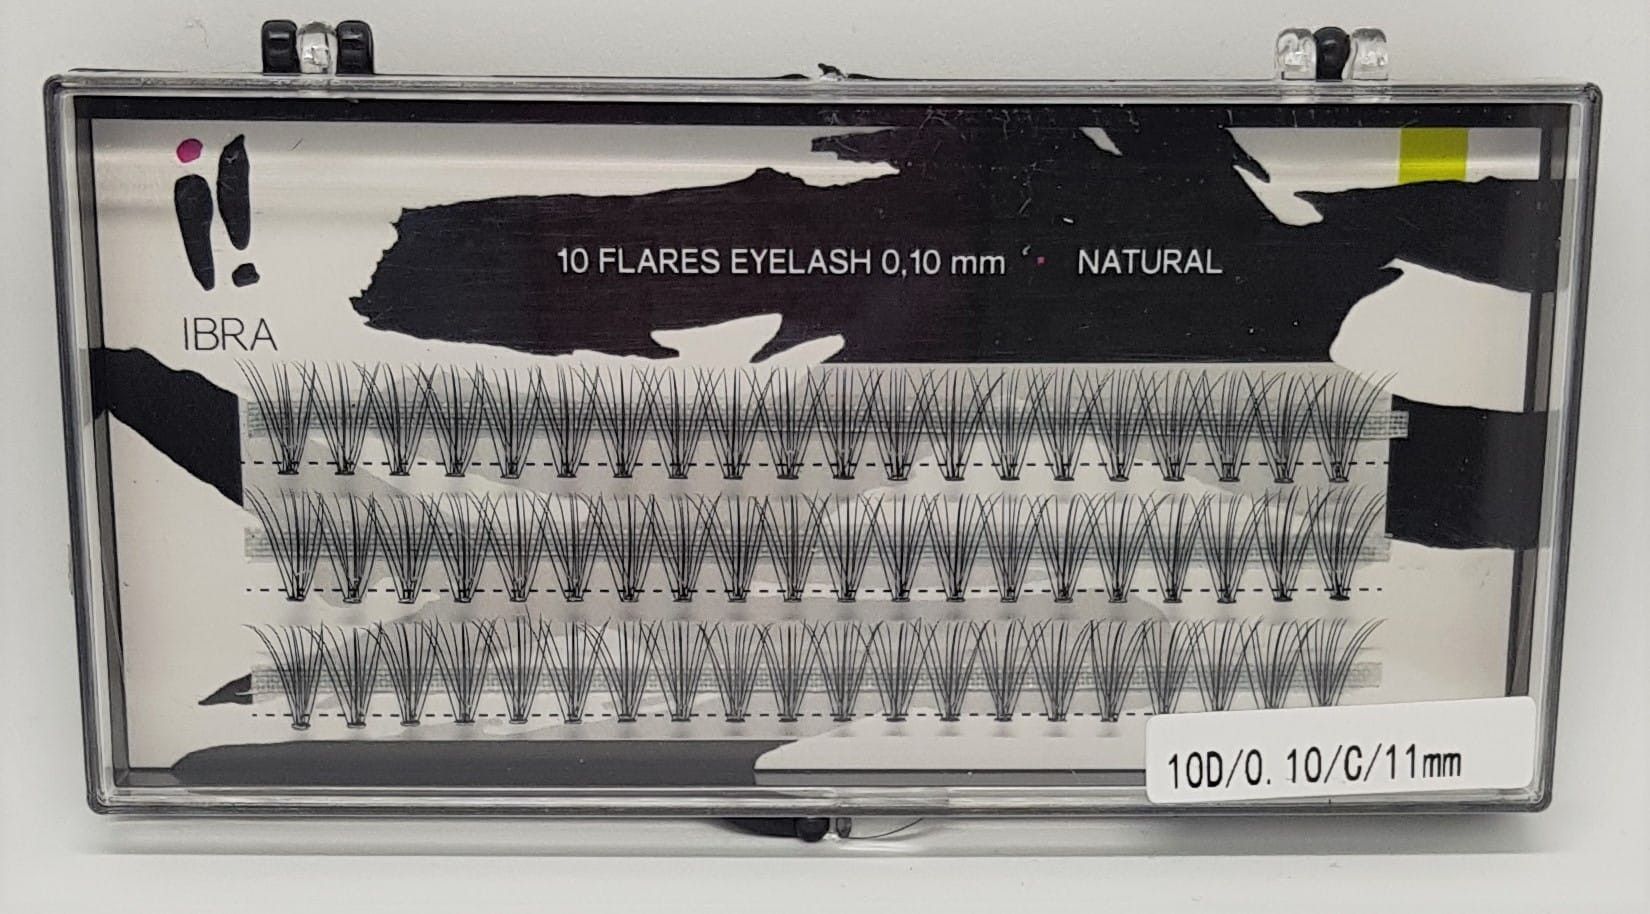 IBRA
10 FLARES EYELASH 0,10 mm · NATURAL
10D/0.10/C/11mm